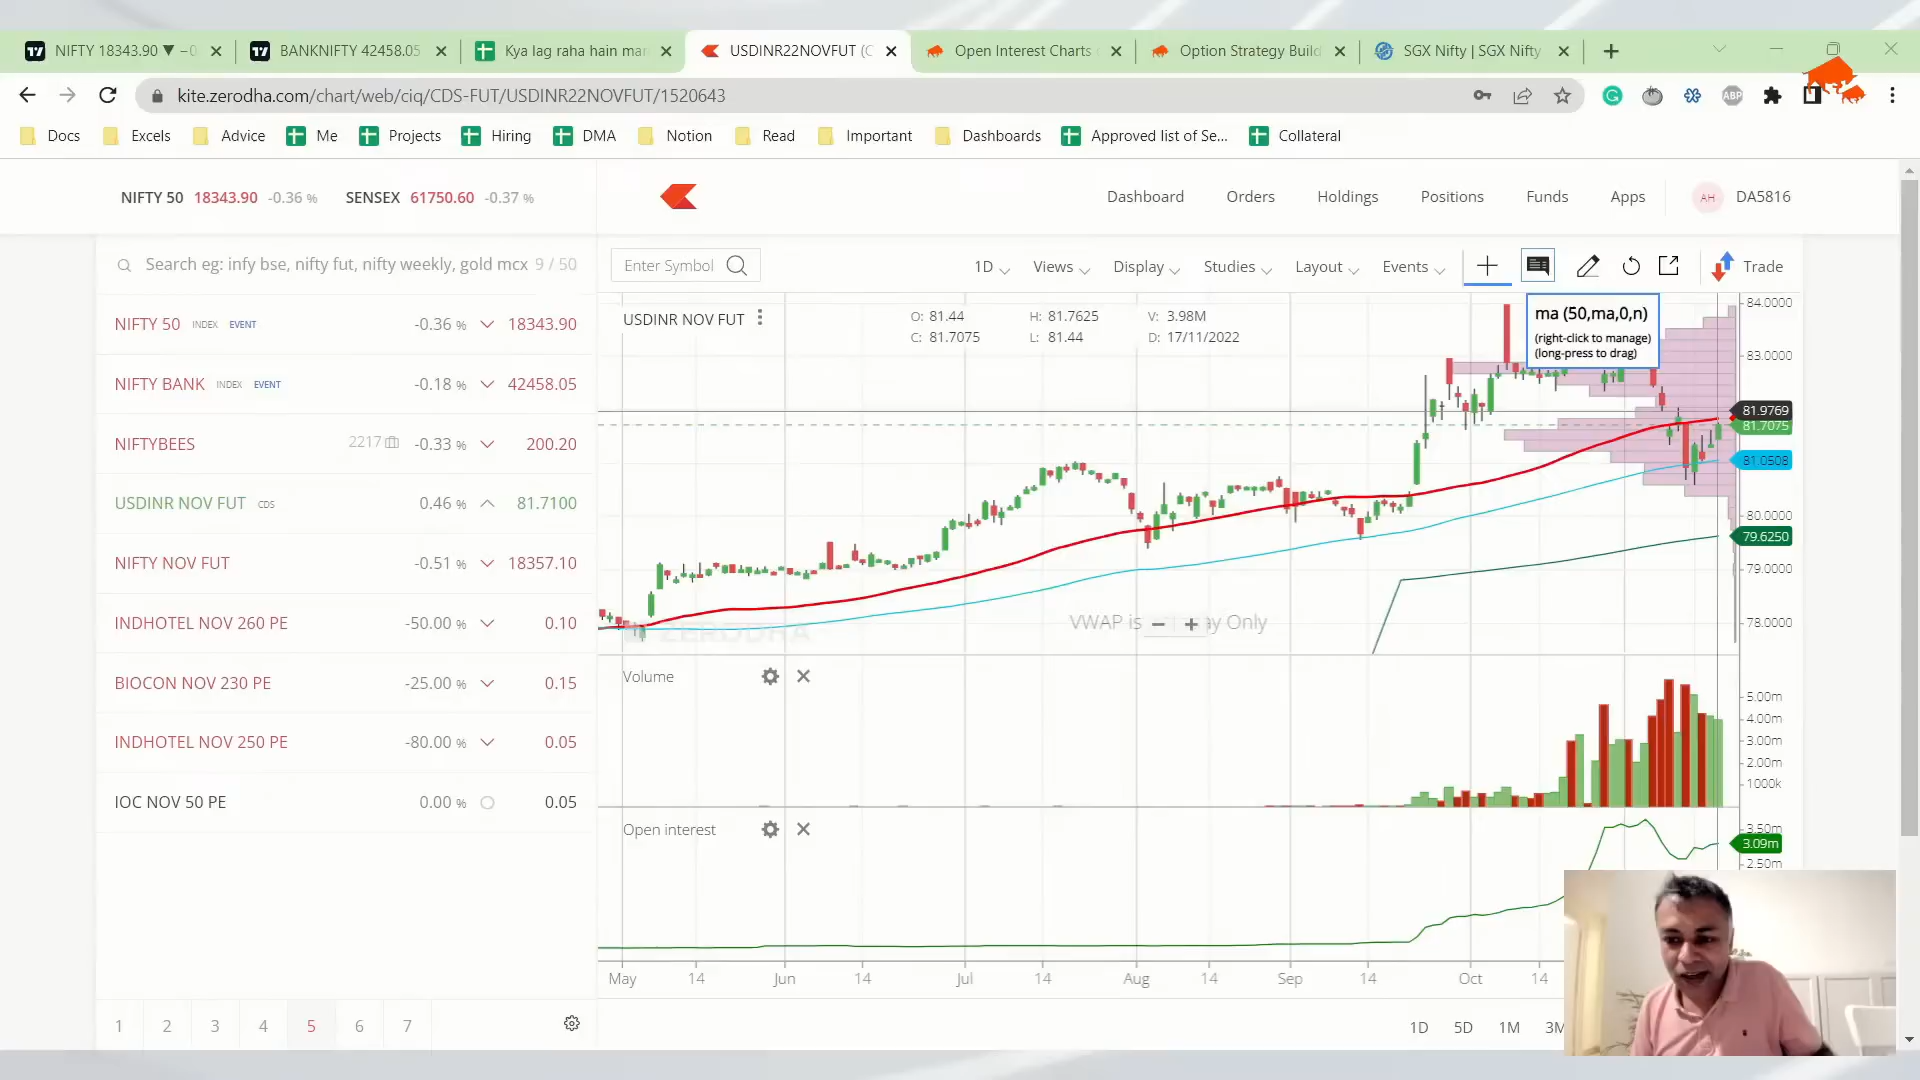 NIFTY 18343.90 ▼ −0
BANKNIFTY 42458.05
Kya lag raha hain mar
USDINR22NOVFUT (C
Open Interest Charts
Option Strategy Build
SGX Nifty | SGX Nifty
kite.zerodha.com/chart/web/ciq/CDS-FUT/USDINR22NOVFUT/1520643
ABP
Docs Excels Advice Me Projects Hiring DMA Notion Read Important Dashboards Approved list of Se... Collateral
NIFTY 50 18343.90 -0.36 % SENSEX 61750.60 -0.37 %
Dashboard Orders Holdings Positions Funds Apps AH DA5816
Search eg: infy bse, nifty fut, nifty weekly, gold mcx 9 / 50
NIFTY 50 INDEX EVENT -0.36 % 18343.90
NIFTY BANK INDEX EVENT -0.18 % 42458.05
NIFTYBEES 2217 -0.33 % 200.20
USDINR NOV FUT CDS 0.46 % 81.7100
NIFTY NOV FUT -0.51 % 18357.10
INDHOTEL NOV 260 PE -50.00 % 0.10
BIOCON NOV 230 PE -25.00 % 0.15
INDHOTEL NOV 250 PE -80.00 % 0.05
IOC NOV 50 PE 0.00 % 0.05
1 2 3 4 5 6 7
Enter Symbol 1D Views Display Studies Layout Events Trade
USDINR NOV FUT
O: 81.44 H: 81.7625 V: 3.98M
C: 81.7075 L: 81.44 D: 17/11/2022
ma (50,ma,0,n)
(right-click to manage)
(long-press to drag)
84.0000
83.0000
81.9769
81.7075
81.0508
80.0000
79.6250
79.0000
78.0000
ZERODHA
VWAP is − + ay Only
Volume
5.00m
4.00m
3.00m
2.00m
1000k
Open interest
3.50m
3.09m
2.50m
May 14 Jun 14 Jul 14 Aug 14 Sep 14 Oct 14
1D 5D 1M 3M